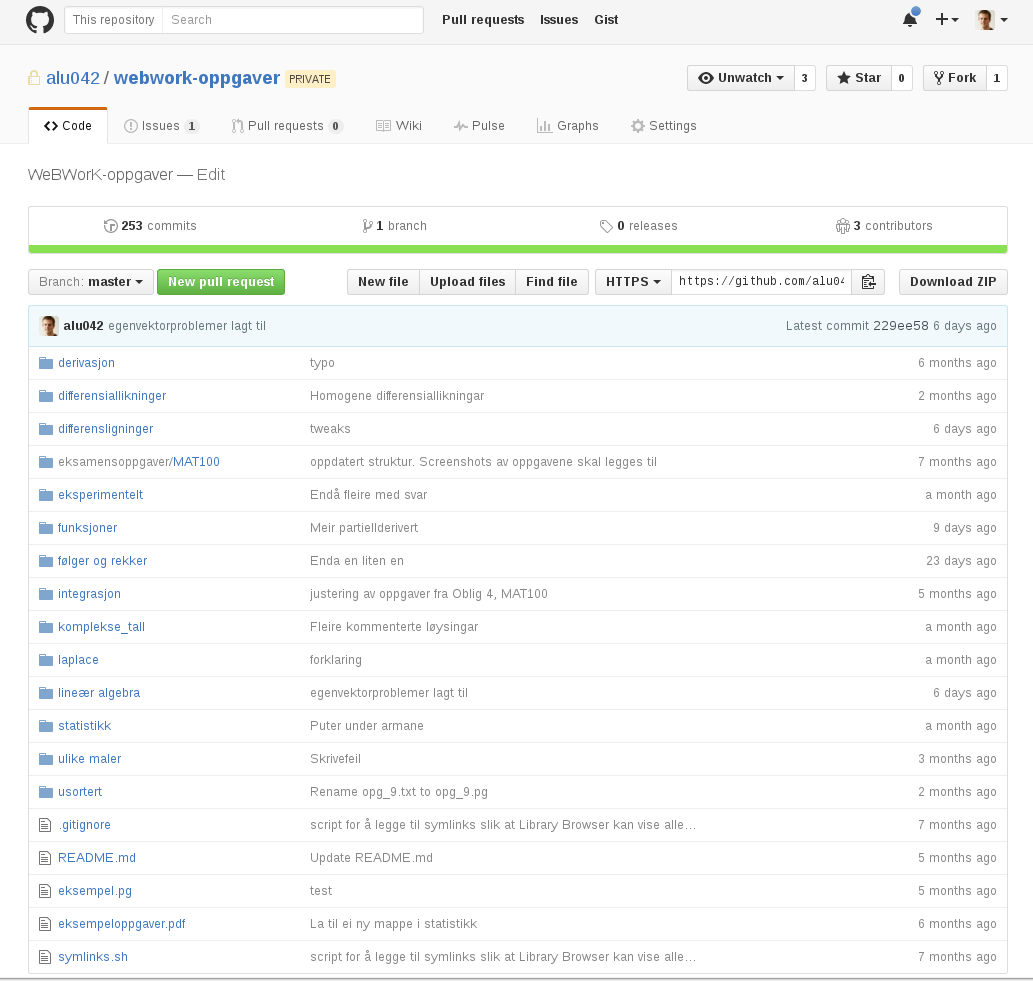 This repository Search Pull requests Issues Gist
alu042 / webwork-oppgaver PRIVATE Unwatch 3 Star 0 Fork 1
Code Issues 1 Pull requests 0 Wiki Pulse Graphs Settings
WeBWorK-oppgaver — Edit
253 commits 1 branch 0 releases 3 contributors
Branch: master New pull request New file Upload files Find file HTTPS https://github.com/alu04 Download ZIP
alu042 egenvektorproblemer lagt til Latest commit 229ee58 6 days ago
derivasjon typo 6 months ago
differensiallikninger Homogene differensiallikningar 2 months ago
differensligninger tweaks 6 days ago
eksamensoppgaver/MAT100 oppdatert struktur. Screenshots av oppgavene skal legges til 7 months ago
eksperimentelt Endå fleire med svar a month ago
funksjoner Meir partiellderivert 9 days ago
følger og rekker Enda en liten en 23 days ago
integrasjon justering av oppgaver fra Oblig 4, MAT100 5 months ago
komplekse_tall Fleire kommenterte løysingar a month ago
laplace forklaring a month ago
lineær algebra egenvektorproblemer lagt til 6 days ago
statistikk Puter under armane a month ago
ulike maler Skrivefeil 3 months ago
usortert Rename opg_9.txt to opg_9.pg 2 months ago
.gitignore script for å legge til symlinks slik at Library Browser kan vise alle… 7 months ago
README.md Update README.md 5 months ago
eksempel.pg test 5 months ago
eksempeloppgaver.pdf La til ei ny mappe i statistikk 6 months ago
symlinks.sh script for å legge til symlinks slik at Library Browser kan vise alle… 7 months ago